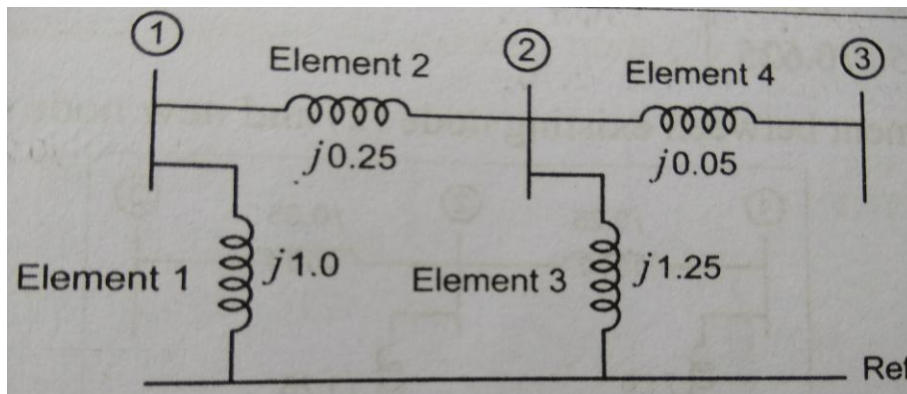 1
2
3
Element 2
Element 4
j0.25
j0.05
Element 1
j1.0
Element 3
j1.25
Ref